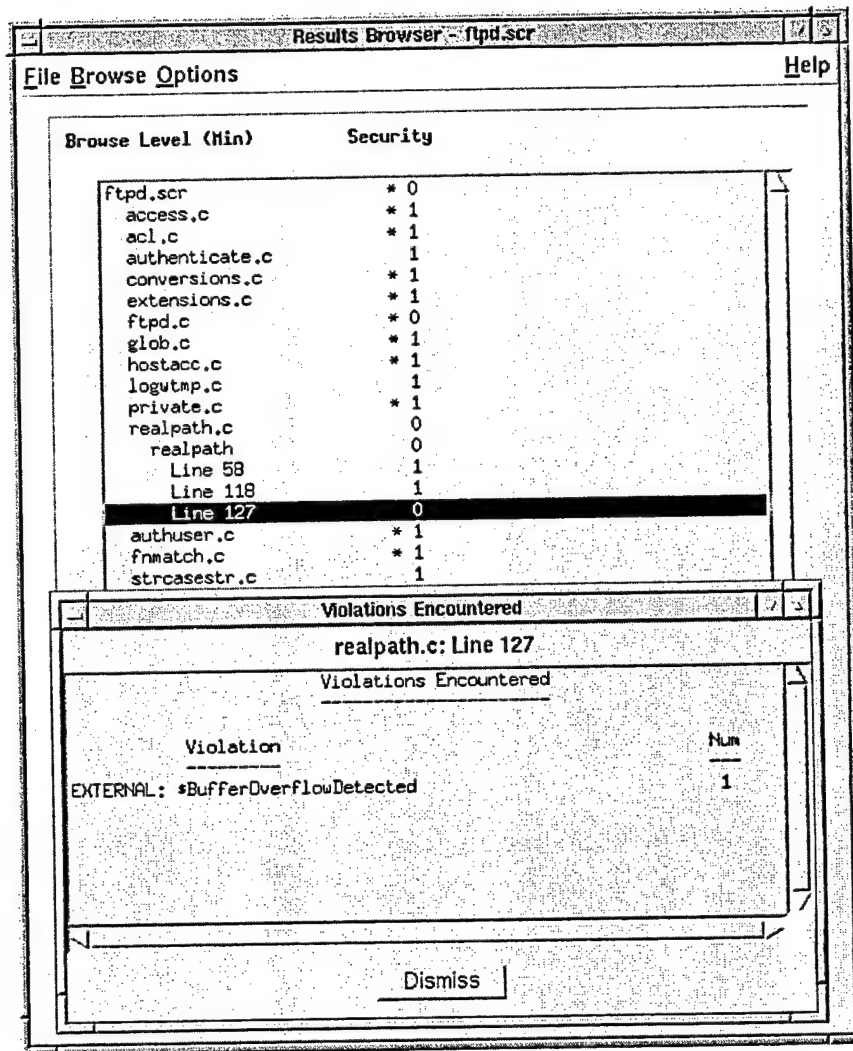 Results Browser - ftpd.scr
File Browse Options Help
Browse Level (Min) Security
ftpd.scr * 0
access.c * 1
acl.c * 1
authenticate.c 1
conversions.c * 1
extensions.c * 1
ftpd.c * 0
glob.c * 1
hostacc.c * 1
logwtmp.c 1
private.c * 1
realpath.c 0
realpath 0
Line 58 1
Line 118 1
Line 127 0
authuser.c * 1
fnmatch.c * 1
strcasestr.c 1
Violations Encountered
realpath.c: Line 127
Violations Encountered
Violation Num
EXTERNAL: *BufferOverflowDetected 1
Dismiss